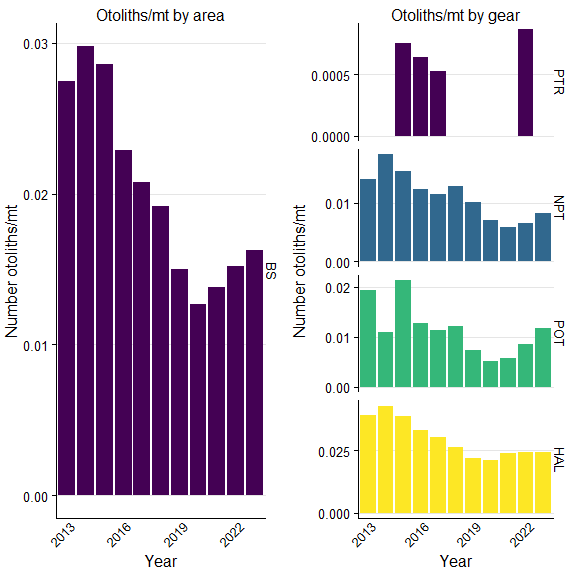 Otoliths/mt by area
Number otoliths/mt
0.03
0.02
0.01
0.00
BS
2013
2016
2019
2022
Year
Otoliths/mt by gear
Number otoliths/mt
0.0005
0.0000
PTR
0.01
0.00
NPT
0.02
0.01
0.00
POT
0.025
0.000
HAL
2013
2016
2019
2022
Year